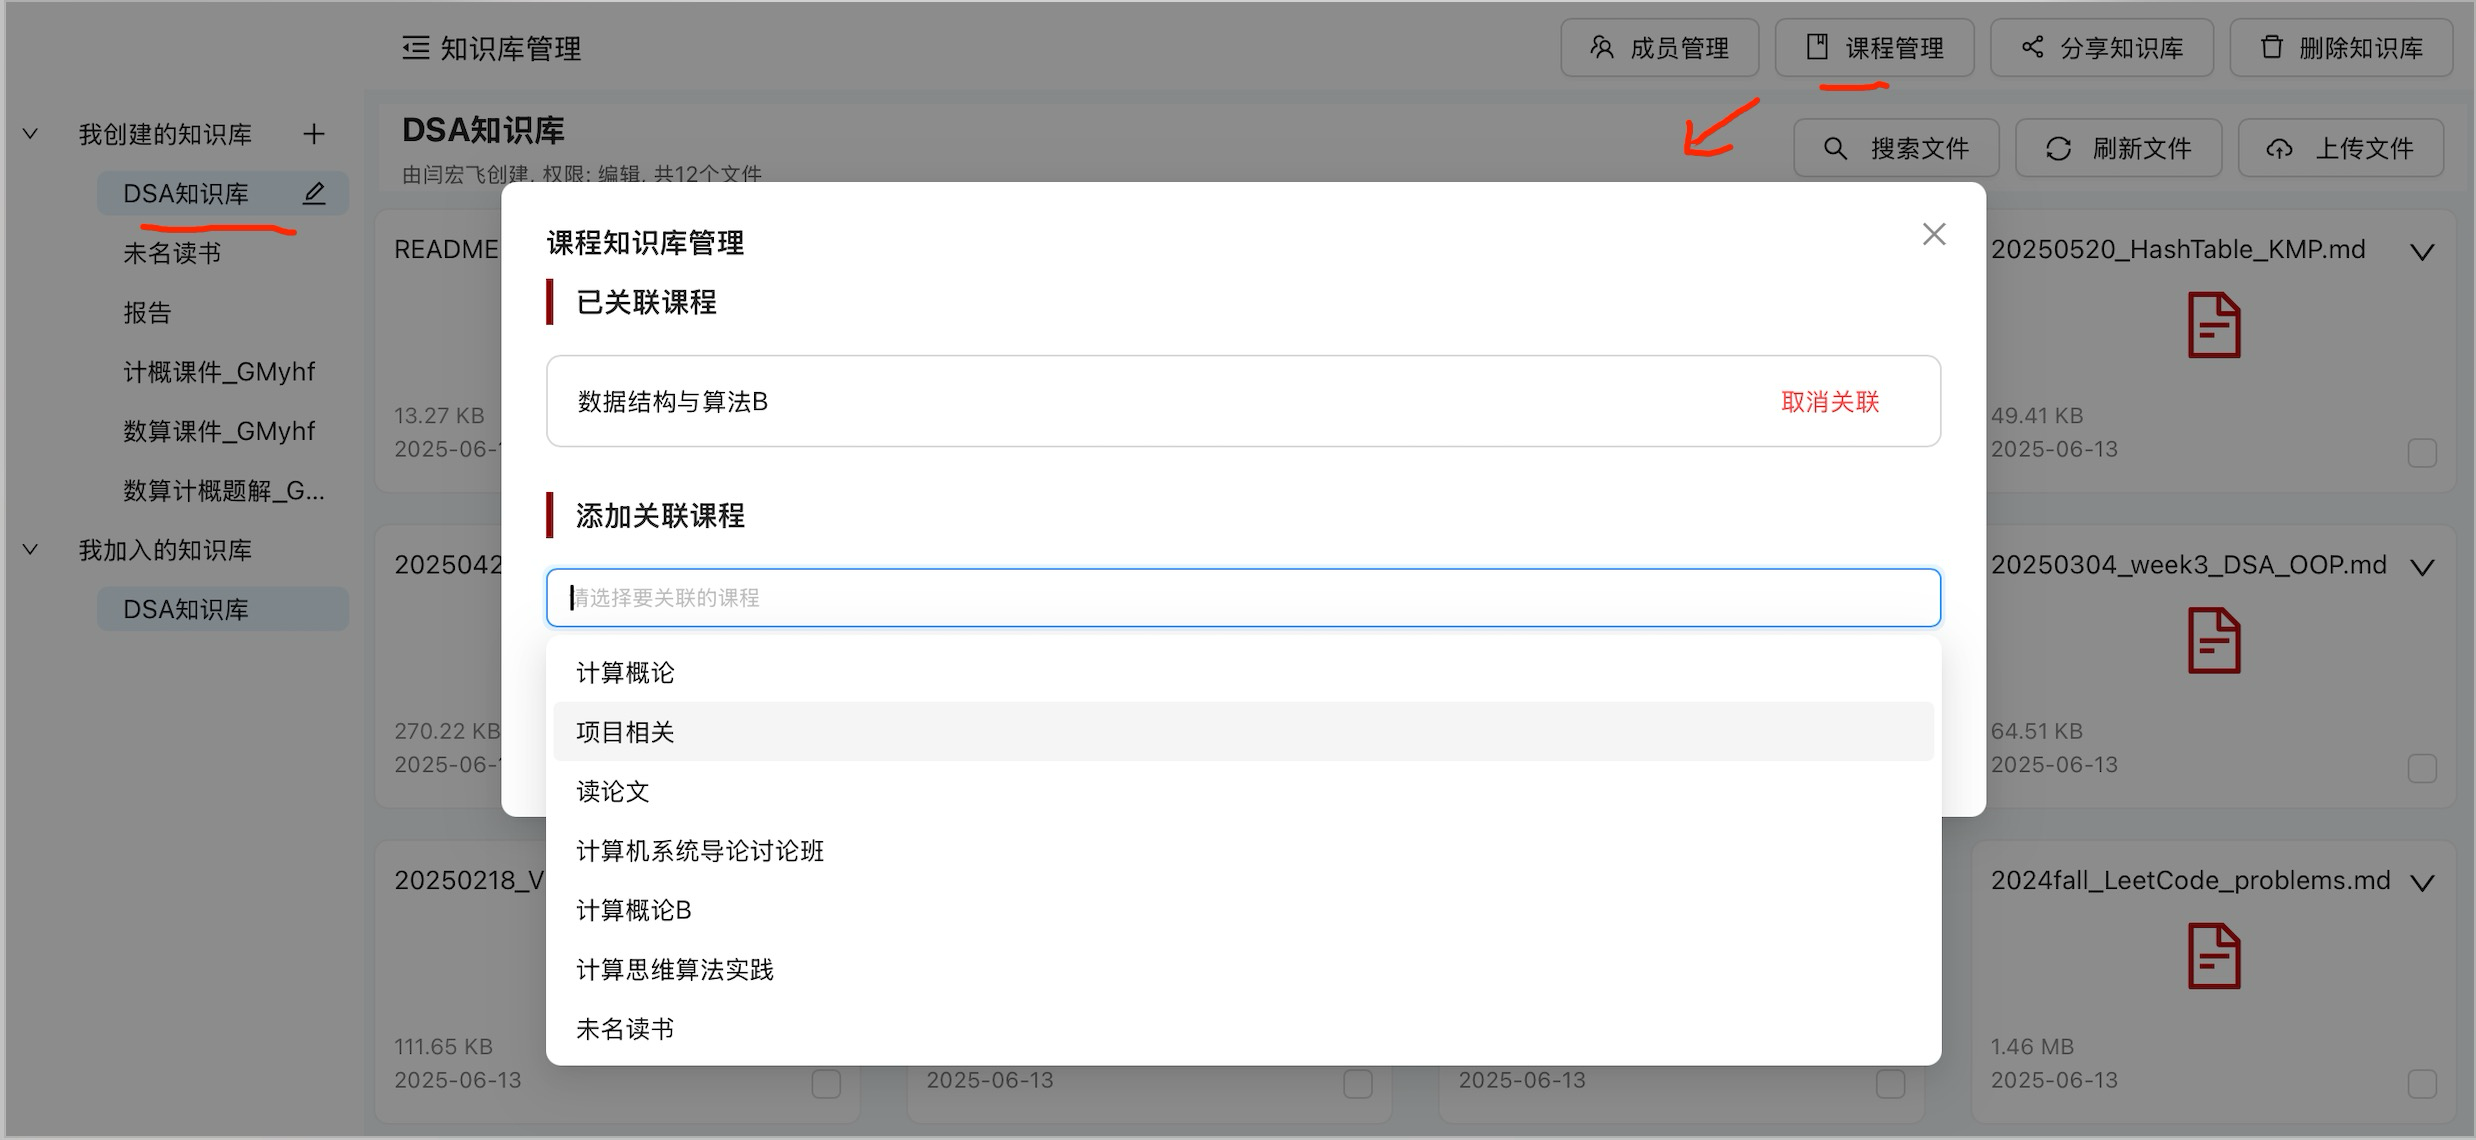 知识库管理
成员管理
课程管理
分享知识库
删除知识库
我创建的知识库
DSA知识库
未名读书
报告
计概课件_GMyhf
数算课件_GMyhf
数算计概题解_G...
我加入的知识库
DSA知识库
DSA知识库
由闫宏飞创建, 权限: 编辑, 共12个文件
搜索文件
刷新文件
上传文件
README
13.27 KB
2025-06-
2025042
270.22 KB
2025-06-
20250218_V
111.65 KB
2025-06-13
2025-06-13
2025-06-13
课程知识库管理
已关联课程
数据结构与算法B
取消关联
添加关联课程
请选择要关联的课程
计算概论
项目相关
读论文
计算机系统导论讨论班
计算概论B
计算思维算法实践
未名读书
20250520_HashTable_KMP.md
49.41 KB
2025-06-13
20250304_week3_DSA_OOP.md
64.51 KB
2025-06-13
2024fall_LeetCode_problems.md
1.46 MB
2025-06-13